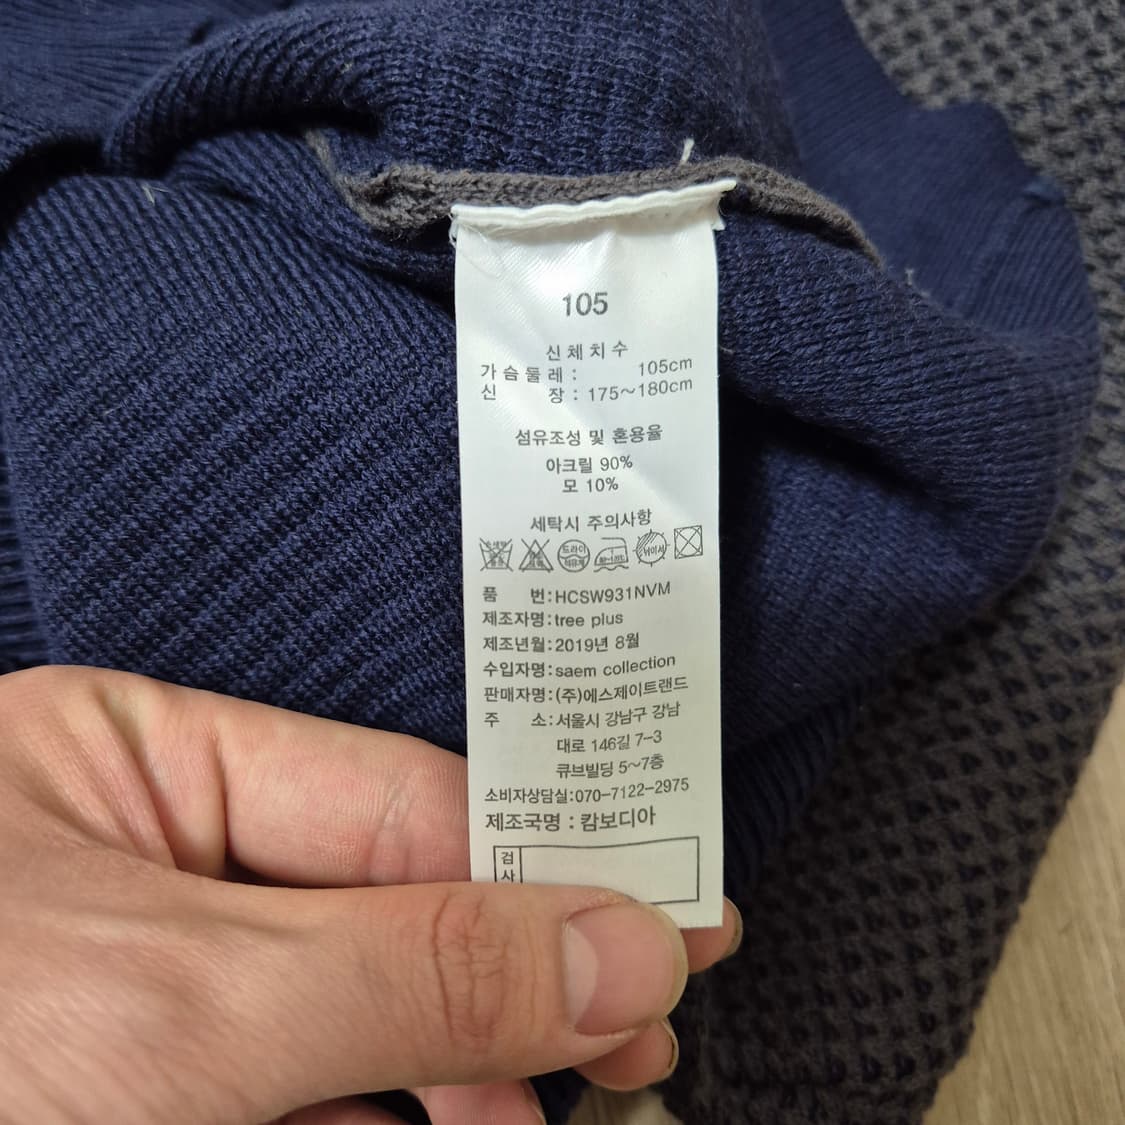 105
신체치수
가슴둘레 : 105cm
신 장 : 175~180cm
섬유조성 및 혼용율
아크릴 90%
모 10%
세탁시 주의사항
드라이
품 번:HCSW931NVM
제조자명:tree plus
제조년월:2019년 8월
수입자명:saem collection
판매자명:(주)에스제이트랜드
주 소:서울시 강남구 강남
대로 146길 7-3
큐브빌딩 5~7층
소비자상담실:070-7122-2975
제조국명 : 캄보디아
검
사